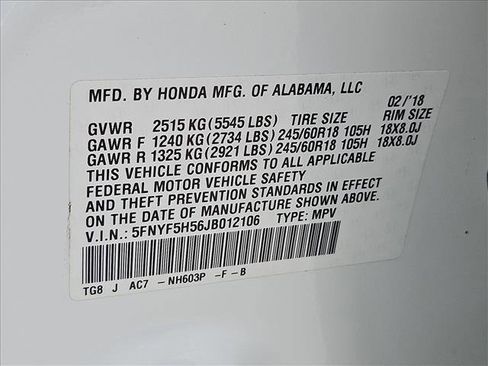 MFD. BY HONDA MFG. OF ALABAMA, LLC
02/'18
GVWR 2515 KG (5545 LBS) TIRE SIZE RIM SIZE
GAWR F 1240 KG (2734 LBS) 245/60R18 105H 18X8.0J
GAWR R 1325 KG (2921 LBS) 245/60R18 105H 18X8.0J
THIS VEHICLE CONFORMS TO ALL APPLICABLE
FEDERAL MOTOR VEHICLE SAFETY
AND THEFT PREVENTION STANDARDS IN EFFECT
ON THE DATE OF MANUFACTURE SHOWN ABOVE.
V.I.N.: 5FNYF5H56JB012106 TYPE: MPV
TG8 J AC7 -NH603P -F-B